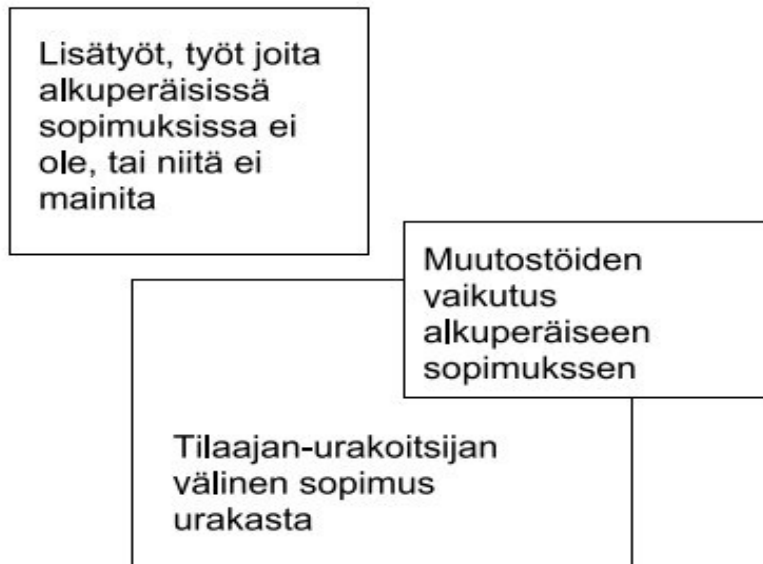 Lisätyöt, työt joita
alkuperäisissä
sopimuksissa ei
ole, tai niitä ei
mainita
Muutostöiden
vaikutus
alkuperäiseen
sopimukssen
Tilaajan-urakoitsijan
välinen sopimus
urakasta